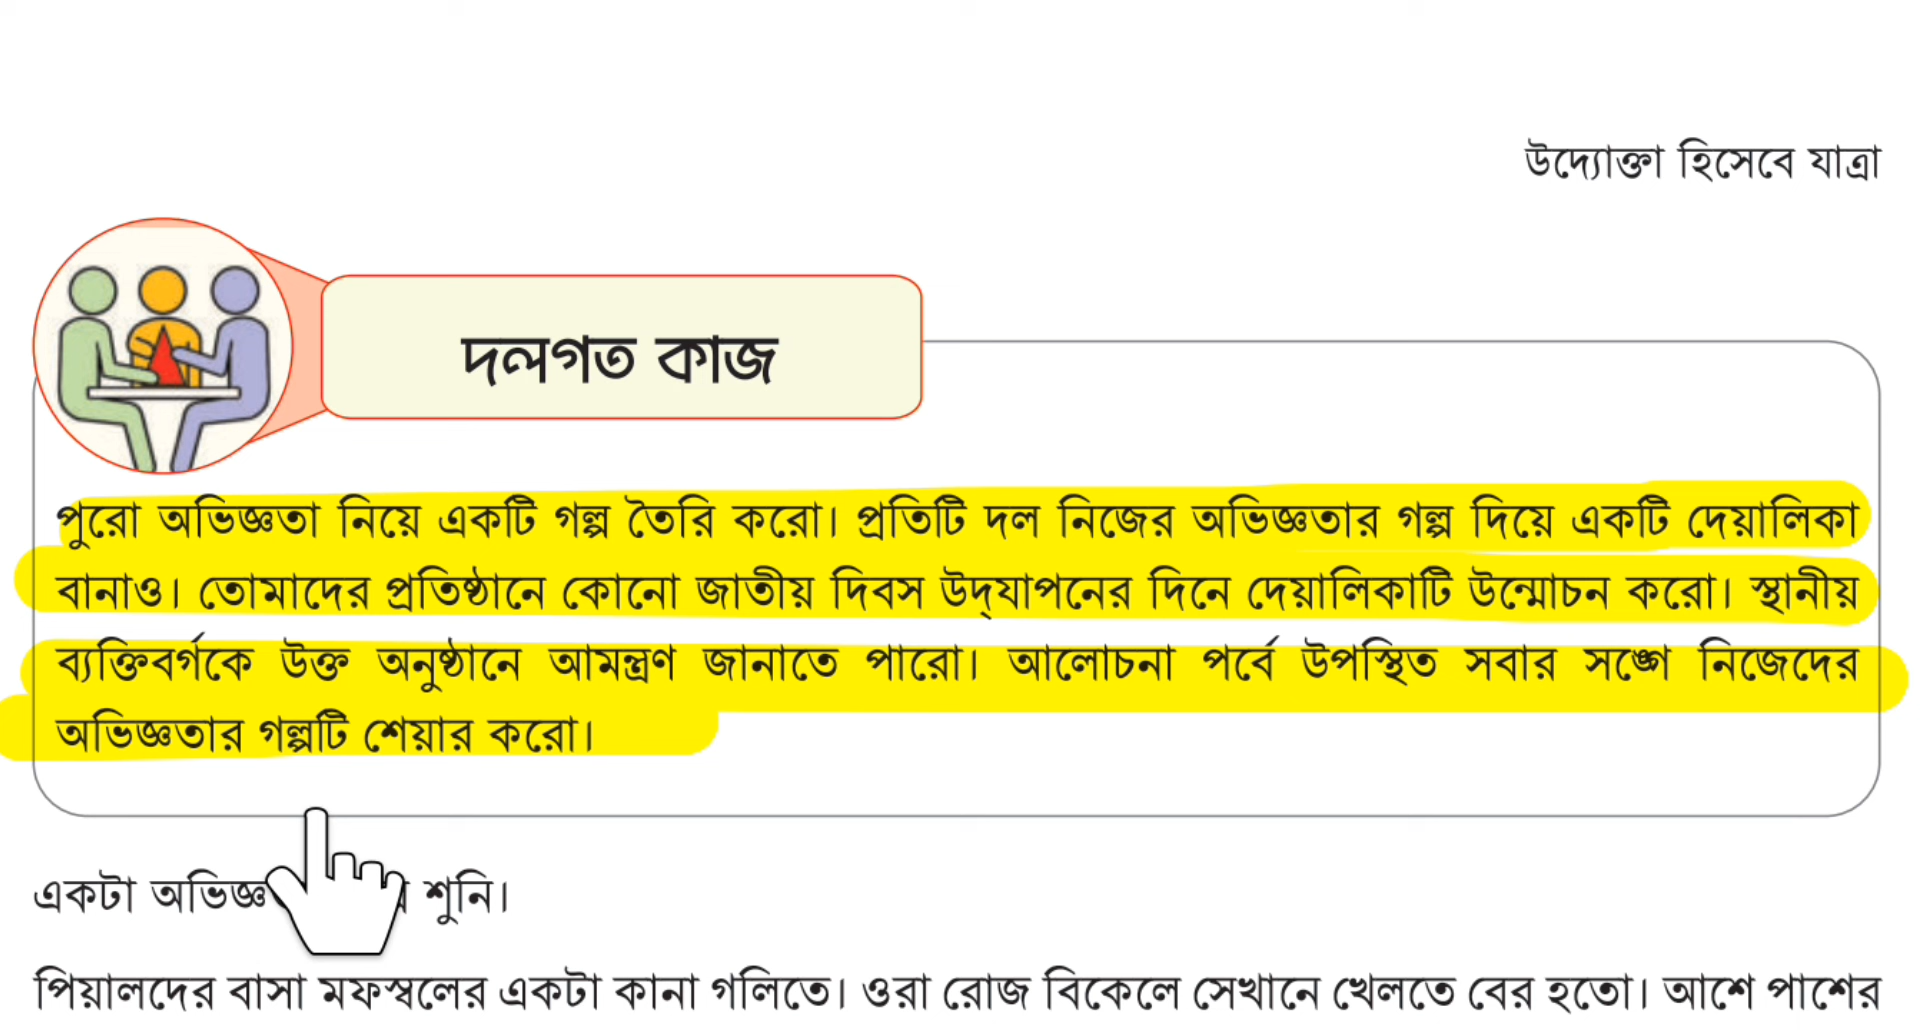 উদ্যোক্তা হিসেবে যাত্রা
দলগত কাজ
পুরো অভিজ্ঞতা নিয়ে একটি গল্প তৈরি করো। প্রতিটি দল নিজের অভিজ্ঞতার গল্প দিয়ে একটি দেয়ালিকা
বানাও। তোমাদের প্রতিষ্ঠানে কোনো জাতীয় দিবস উদ্‌যাপনের দিনে দেয়ালিকাটি উন্মোচন করো। স্থানীয়
ব্যক্তিবর্গকে উক্ত অনুষ্ঠানে আমন্ত্রণ জানাতে পারো। আলোচনা পর্বে উপস্থিত সবার সঙ্গে নিজেদের
অভিজ্ঞতার গল্পটি শেয়ার করো।
একটা শুনি।
পিয়ালদের বাসা মফস্বলের একটা কানা গলিতে। ওরা রোজ বিকেলে সেখানে খেলতে বের হতো। আশে পাশের